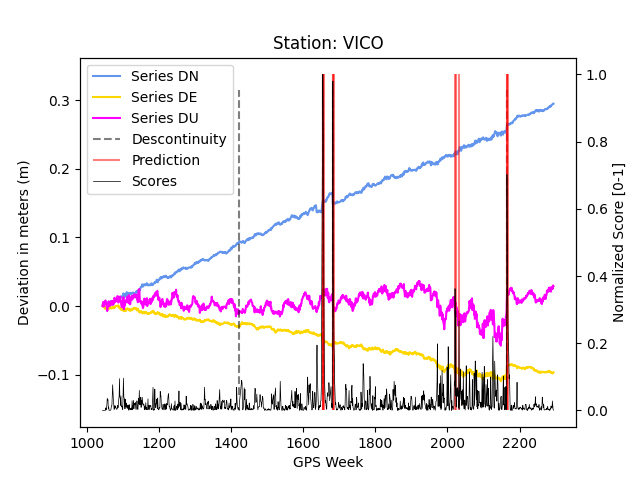 Station: VICO
Series DN
Series DE
Series DU
Descontinuity
Prediction
Scores
Deviation in meters (m)
0.3
0.2
0.1
0.0
−0.1
1.0
0.8
0.6
0.4
0.2
0.0
Normalized Score [0-1]
1000 1200 1400 1600 1800 2000 2200
GPS Week